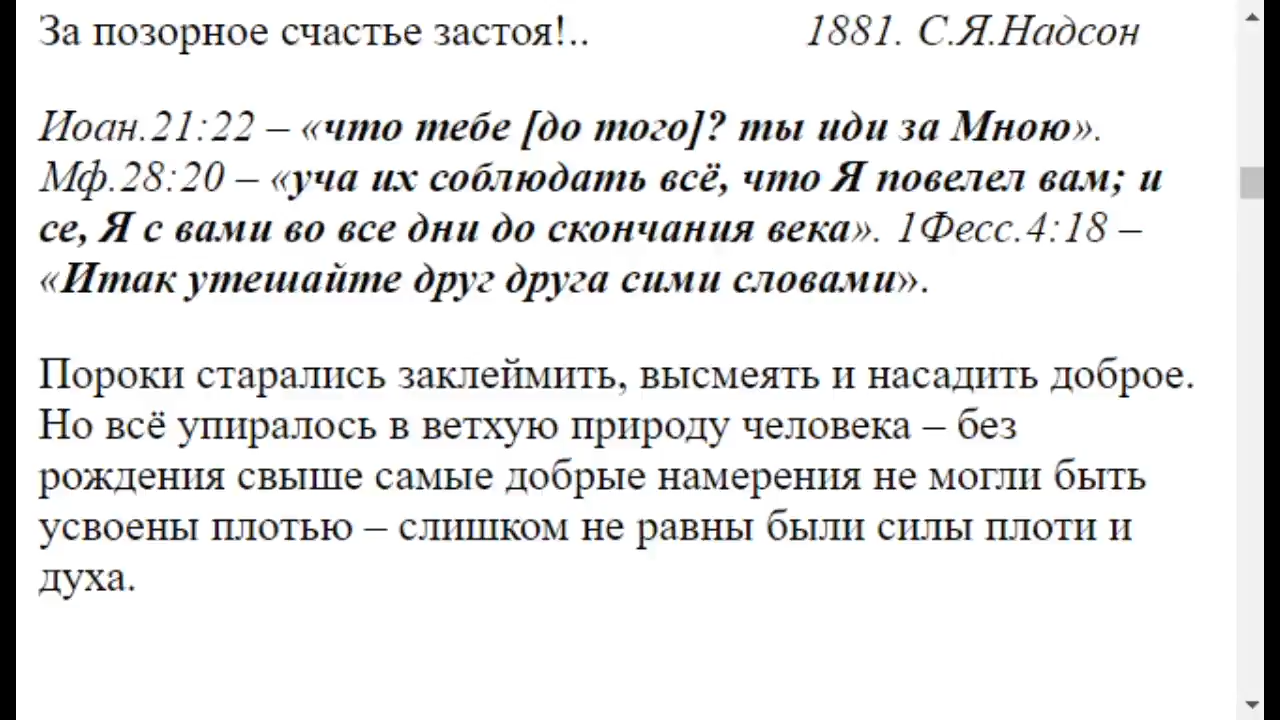 За позорное счастье застоя!.. 1881. С.Я.Надсон
Иоан.21:22 – «что тебе [до того]? ты иди за Мною».
Мф.28:20 – «уча их соблюдать всё, что Я повелел вам; и
се, Я с вами во все дни до скончания века». 1Фесс.4:18 –
«Итак утешайте друг друга сими словами».
Пороки старались заклеймить, высмеять и насадить доброе.
Но всё упиралось в ветхую природу человека – без
рождения свыше самые добрые намерения не могли быть
усвоены плотью – слишком не равны были силы плоти и
духа.